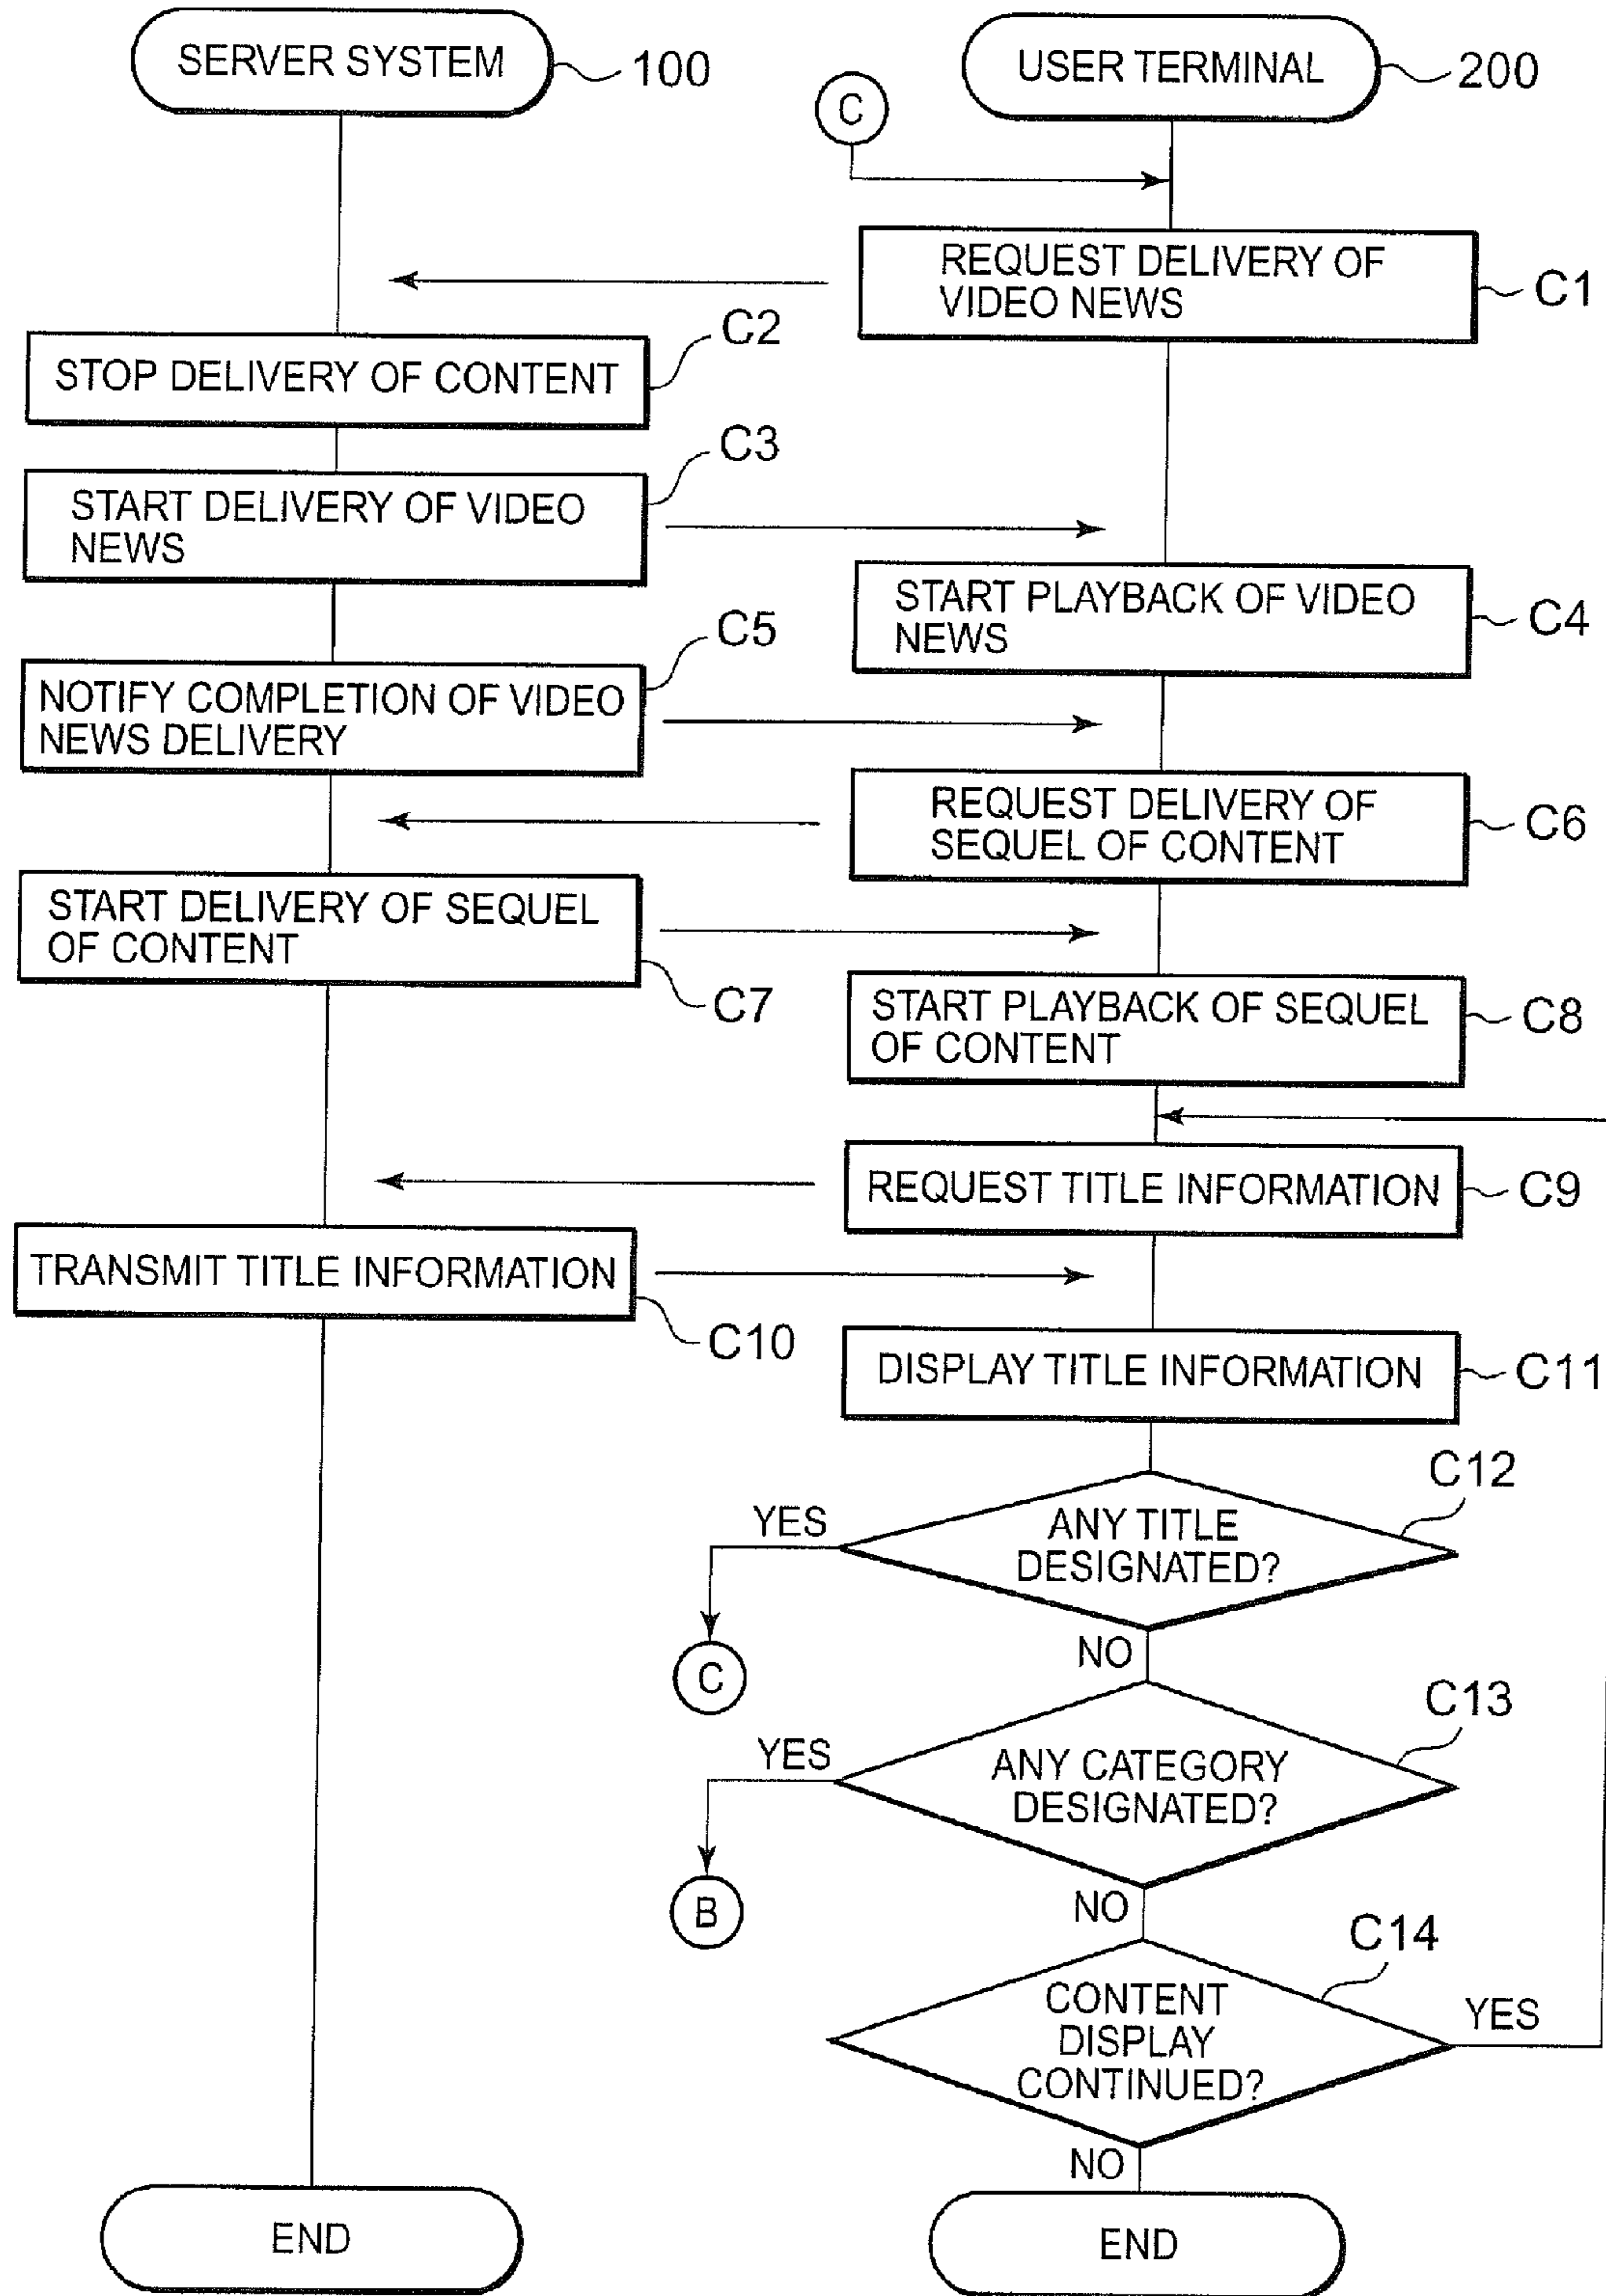 SERVER SYSTEM
100
USER TERMINAL
200
C
REQUEST DELIVERY OF
VIDEO NEWS
C1
STOP DELIVERY OF CONTENT
C2
START DELIVERY OF VIDEO
NEWS
C3
START PLAYBACK OF VIDEO
NEWS
C4
NOTIFY COMPLETION OF VIDEO
NEWS DELIVERY
C5
REQUEST DELIVERY OF
SEQUEL OF CONTENT
C6
START DELIVERY OF SEQUEL
OF CONTENT
C7
START PLAYBACK OF SEQUEL
OF CONTENT
C8
REQUEST TITLE INFORMATION
C9
TRANSMIT TITLE INFORMATION
C10
DISPLAY TITLE INFORMATION
C11
C12
YES
ANY TITLE
DESIGNATED?
NO
C
C13
YES
ANY CATEGORY
DESIGNATED?
NO
B
C14
CONTENT
DISPLAY
CONTINUED?
YES
NO
END
END